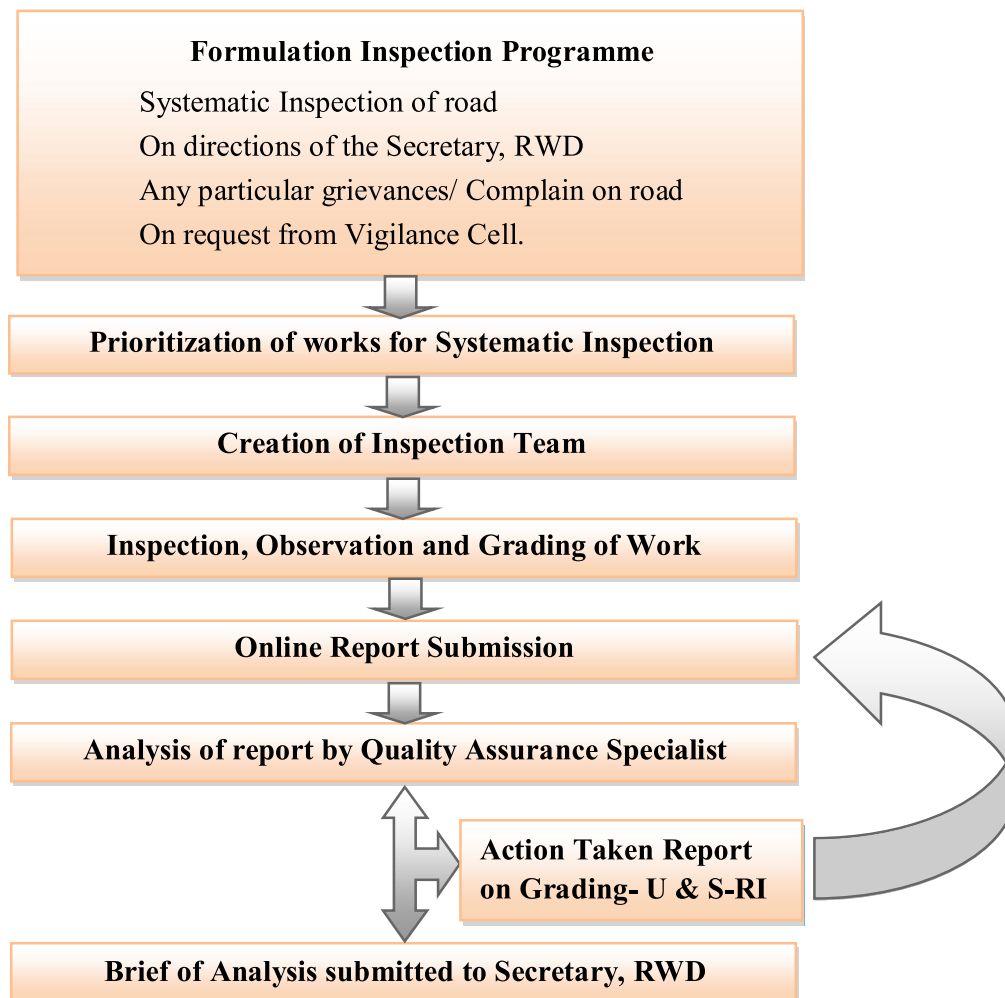 Formulation Inspection Programme
Systematic Inspection of road
On directions of the Secretary, RWD
Any particular grievances/ Complain on road
On request from Vigilance Cell.
Prioritization of works for Systematic Inspection
Creation of Inspection Team
Inspection, Observation and Grading of Work
Online Report Submission
Analysis of report by Quality Assurance Specialist
Action Taken Report
on Grading- U & S-RI
Brief of Analysis submitted to Secretary, RWD